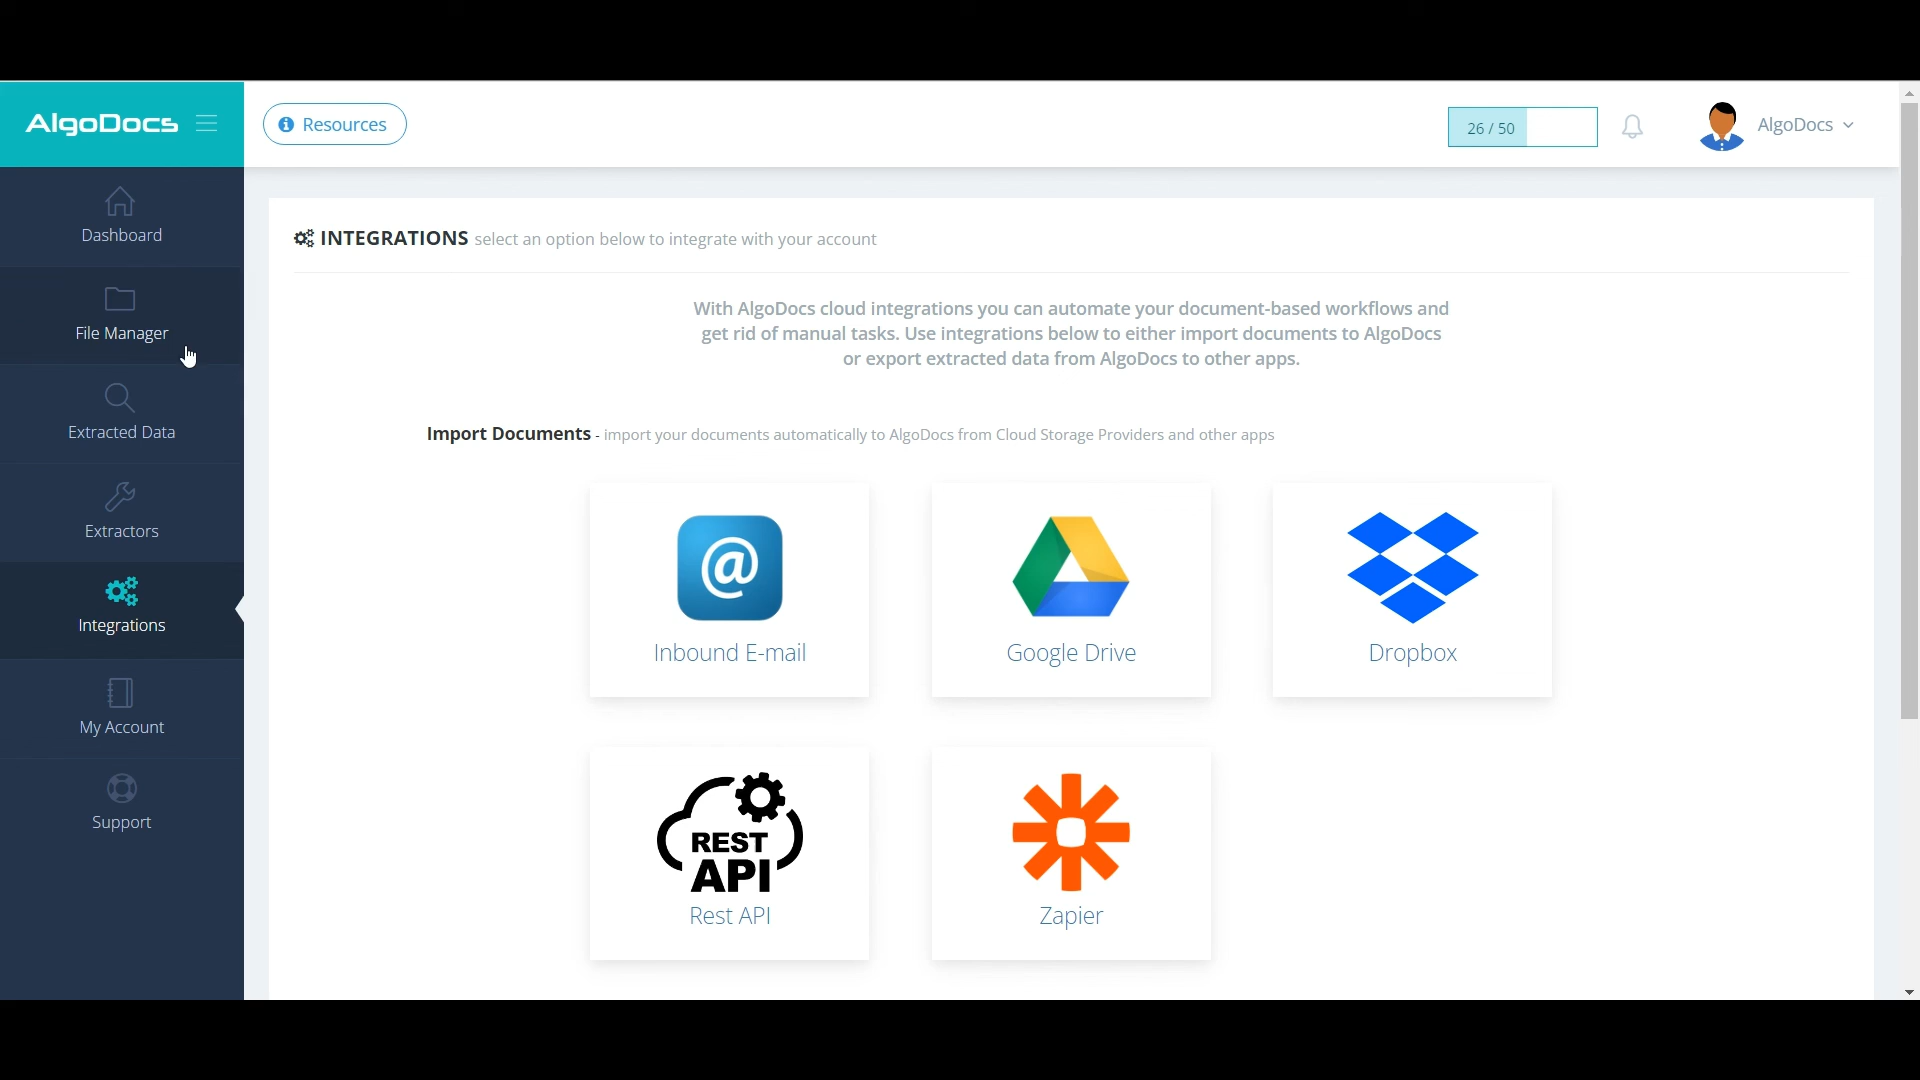 AlgoDocs
Resources
26 / 50
AlgoDocs
Dashboard
File Manager
Extracted Data
Extractors
Integrations
My Account
Support
INTEGRATIONS select an option below to integrate with your account
With AlgoDocs cloud integrations you can automate your document-based workflows and
get rid of manual tasks. Use integrations below to either import documents to AlgoDocs
or export extracted data from AlgoDocs to other apps.
Import Documents - import your documents automatically to AlgoDocs from Cloud Storage Providers and other apps
@
Inbound E-mail
Google Drive
Dropbox
REST
API
Rest API
Zapier